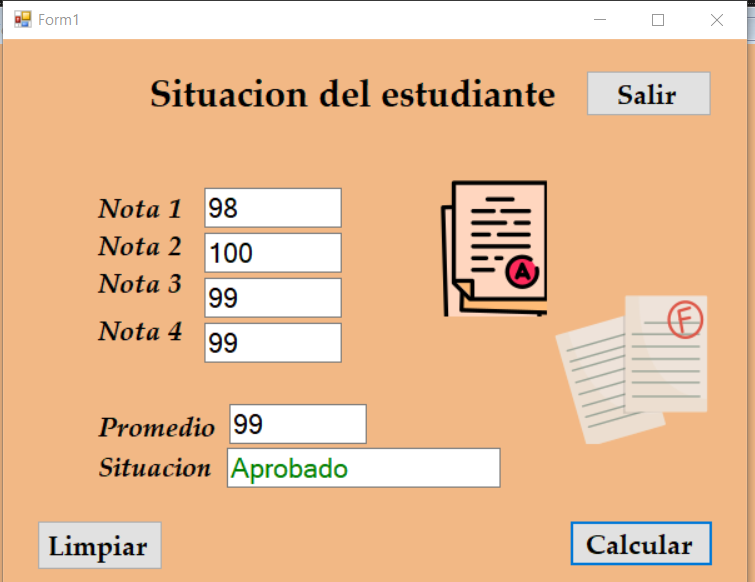 Form1
Situacion del estudiante
Salir
Nota 1 98
Nota 2 100
Nota 3 99
Nota 4 99
A
F
Promedio 99
Situacion Aprobado
Limpiar
Calcular